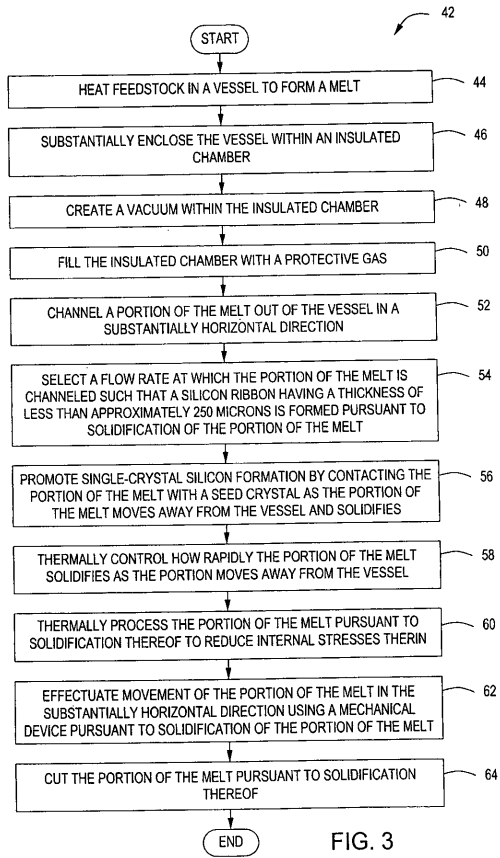 42
START
HEAT FEEDSTOCK IN A VESSEL TO FORM A MELT
44
SUBSTANTIALLY ENCLOSE THE VESSEL WITHIN AN INSULATED
CHAMBER
46
CREATE A VACUUM WITHIN THE INSULATED CHAMBER
48
FILL THE INSULATED CHAMBER WITH A PROTECTIVE GAS
50
CHANNEL A PORTION OF THE MELT OUT OF THE VESSEL IN A
SUBSTANTIALLY HORIZONTAL DIRECTION
52
SELECT A FLOW RATE AT WHICH THE PORTION OF THE MELT IS
CHANNELED SUCH THAT A SILICON RIBBON HAVING A THICKNESS OF
LESS THAN APPROXIMATELY 250 MICRONS IS FORMED PURSUANT TO
SOLIDIFICATION OF THE PORTION OF THE MELT
54
PROMOTE SINGLE-CRYSTAL SILICON FORMATION BY CONTACTING THE
PORTION OF THE MELT WITH A SEED CRYSTAL AS THE PORTION OF
THE MELT MOVES AWAY FROM THE VESSEL AND SOLIDIFIES
56
THERMALLY CONTROL HOW RAPIDLY THE PORTION OF THE MELT
SOLIDIFIES AS THE PORTION MOVES AWAY FROM THE VESSEL
58
THERMALLY PROCESS THE PORTION OF THE MELT PURSUANT TO
SOLIDIFICATION THEREOF TO REDUCE INTERNAL STRESSES THERIN
60
EFFECTUATE MOVEMENT OF THE PORTION OF THE MELT IN THE
SUBSTANTIALLY HORIZONTAL DIRECTION USING A MECHANICAL
DEVICE PURSUANT TO SOLIDIFICATION OF THE PORTION OF THE MELT
62
CUT THE PORTION OF THE MELT PURSUANT TO SOLIDIFICATION
THEREOF
64
END
FIG. 3